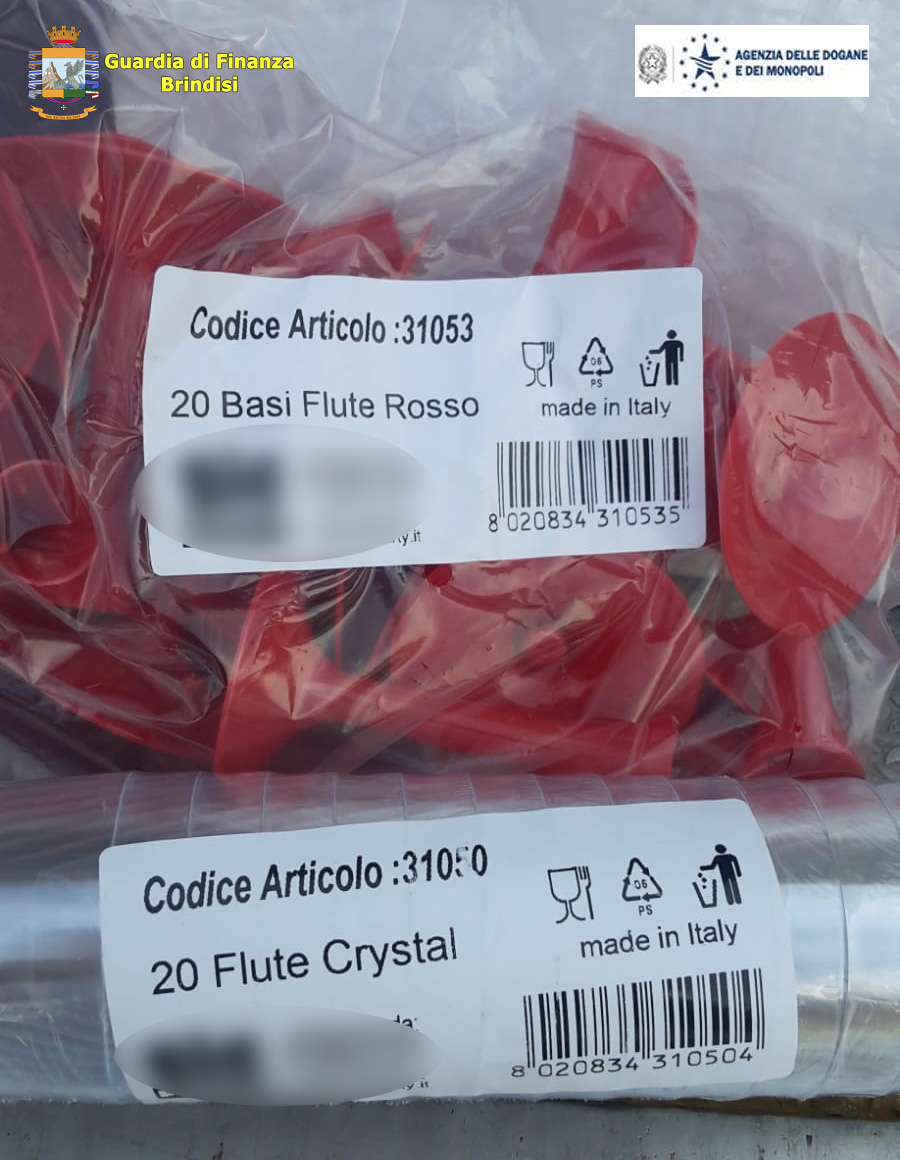 Guardia di Finanza
Brindisi
AGENZIA DELLE DOGANE
E DEI MONOPOLI
Codice Articolo :31053
20 Basi Flute Rosso
06
PS
made in Italy
8 020834 310535
.it
Codice Articolo :31050
20 Flute Crystal
06
PS
made in Italy
8 020834 310504
.it